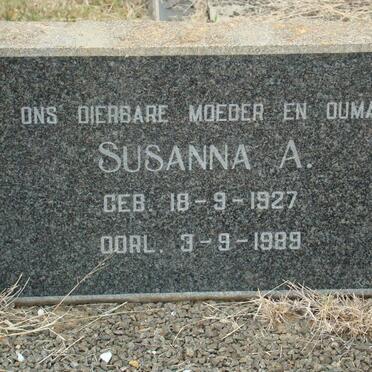 ONS DIERBARE MOEDER EN OUMA
SUSANNA A.
GEB. 18-9-1927
OORL. 3-9-1989